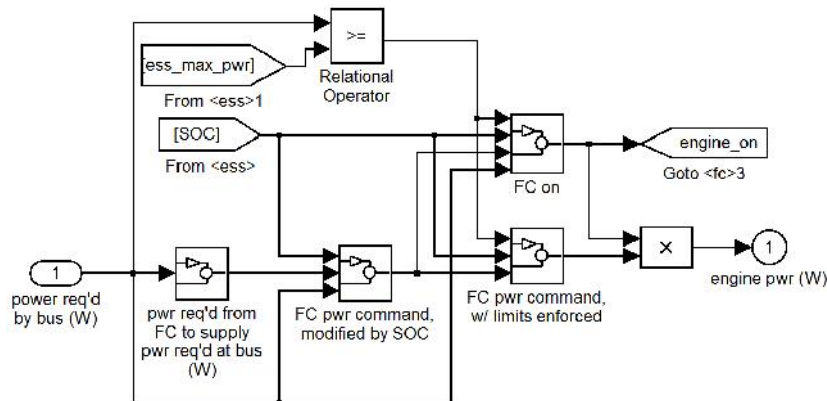 >=
[ess_max_pwr]
Relational
Operator
From <ess>1
[SOC]
From <ess>
engine_on
FC on
Goto <fc>3
1
power req'd
by bus (W)
pwr req'd from
FC to supply
pwr req'd at bus
(W)
FC pwr command,
modified by SOC
FC pwr command,
w/ limits enforced
×
1
engine pwr (W)